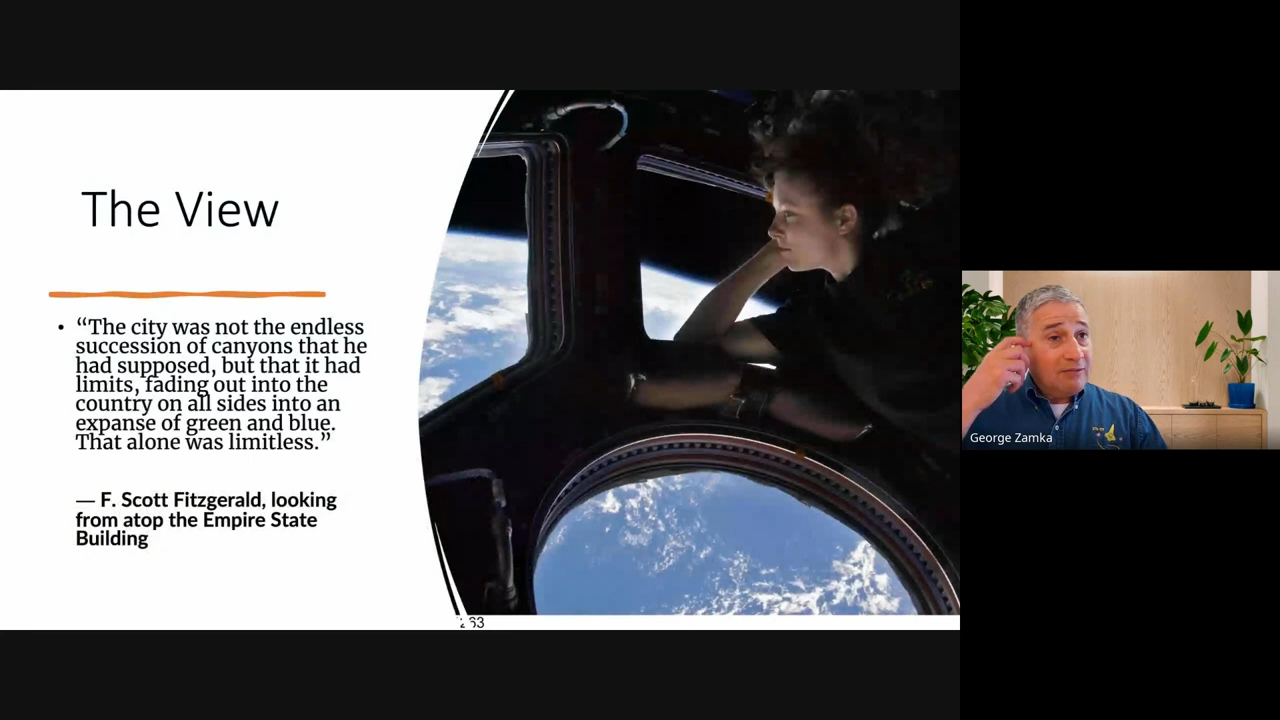 The View
• “The city was not the endless
succession of canyons that he
had supposed, but that it had
limits, fading out into the
country on all sides into an
expanse of green and blue.
That alone was limitless.”
— F. Scott Fitzgerald, looking
from atop the Empire State
Building
George Zamka